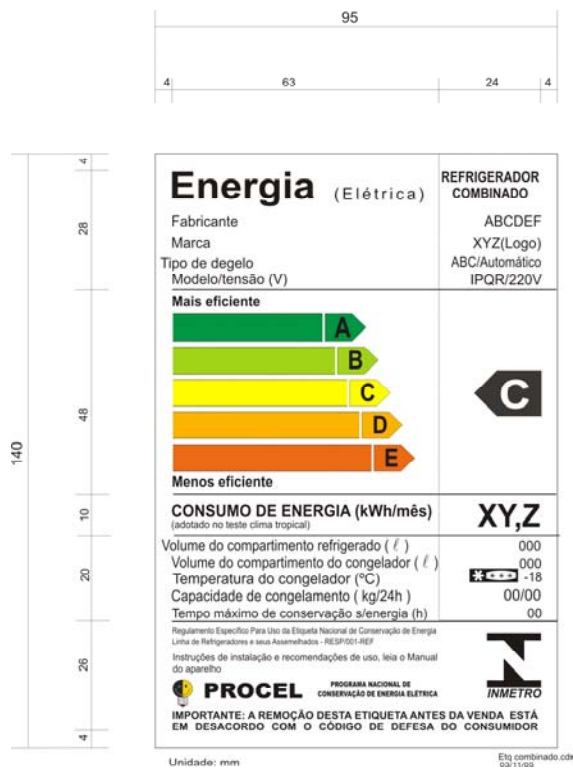 95
4 63 24 4
140
4
28
48
10
20
26
4
Energia (Elétrica)
REFRIGERADOR
COMBINADO
Fabricante ABCDEF
Marca XYZ(Logo)
Tipo de degelo ABC/Automático
Modelo/tensão (V) IPQR/220V
Mais eficiente
A
B
C
C
D
E
Menos eficiente
CONSUMO DE ENERGIA (kWh/mês) XY,Z
(adotado no teste clima tropical)
Volume do compartimento refrigerado ( ℓ ) 000
Volume do compartimento do congelador ( ℓ ) 000
Temperatura do congelador (ºC) -18
Capacidade de congelamento ( kg/24h ) 00/00
Tempo máximo de conservação s/energia (h) 00
Regulamento Específico Para Uso da Etiqueta Nacional de Conservação de Energia
Linha de Refrigeradores e seus Assemelhados - RESP/001-REF
Instruções de instalação e recomendações de uso, leia o Manual
do aparelho
PROCEL
PROGRAMA NACIONAL DE
CONSERVAÇÃO DE ENERGIA ELÉTRICA
INMETRO
IMPORTANTE: A REMOÇÃO DESTA ETIQUETA ANTES DA VENDA ESTÁ
EM DESACORDO COM O CÓDIGO DE DEFESA DO CONSUMIDOR
Unidade: mm
Etq combinado.cdr